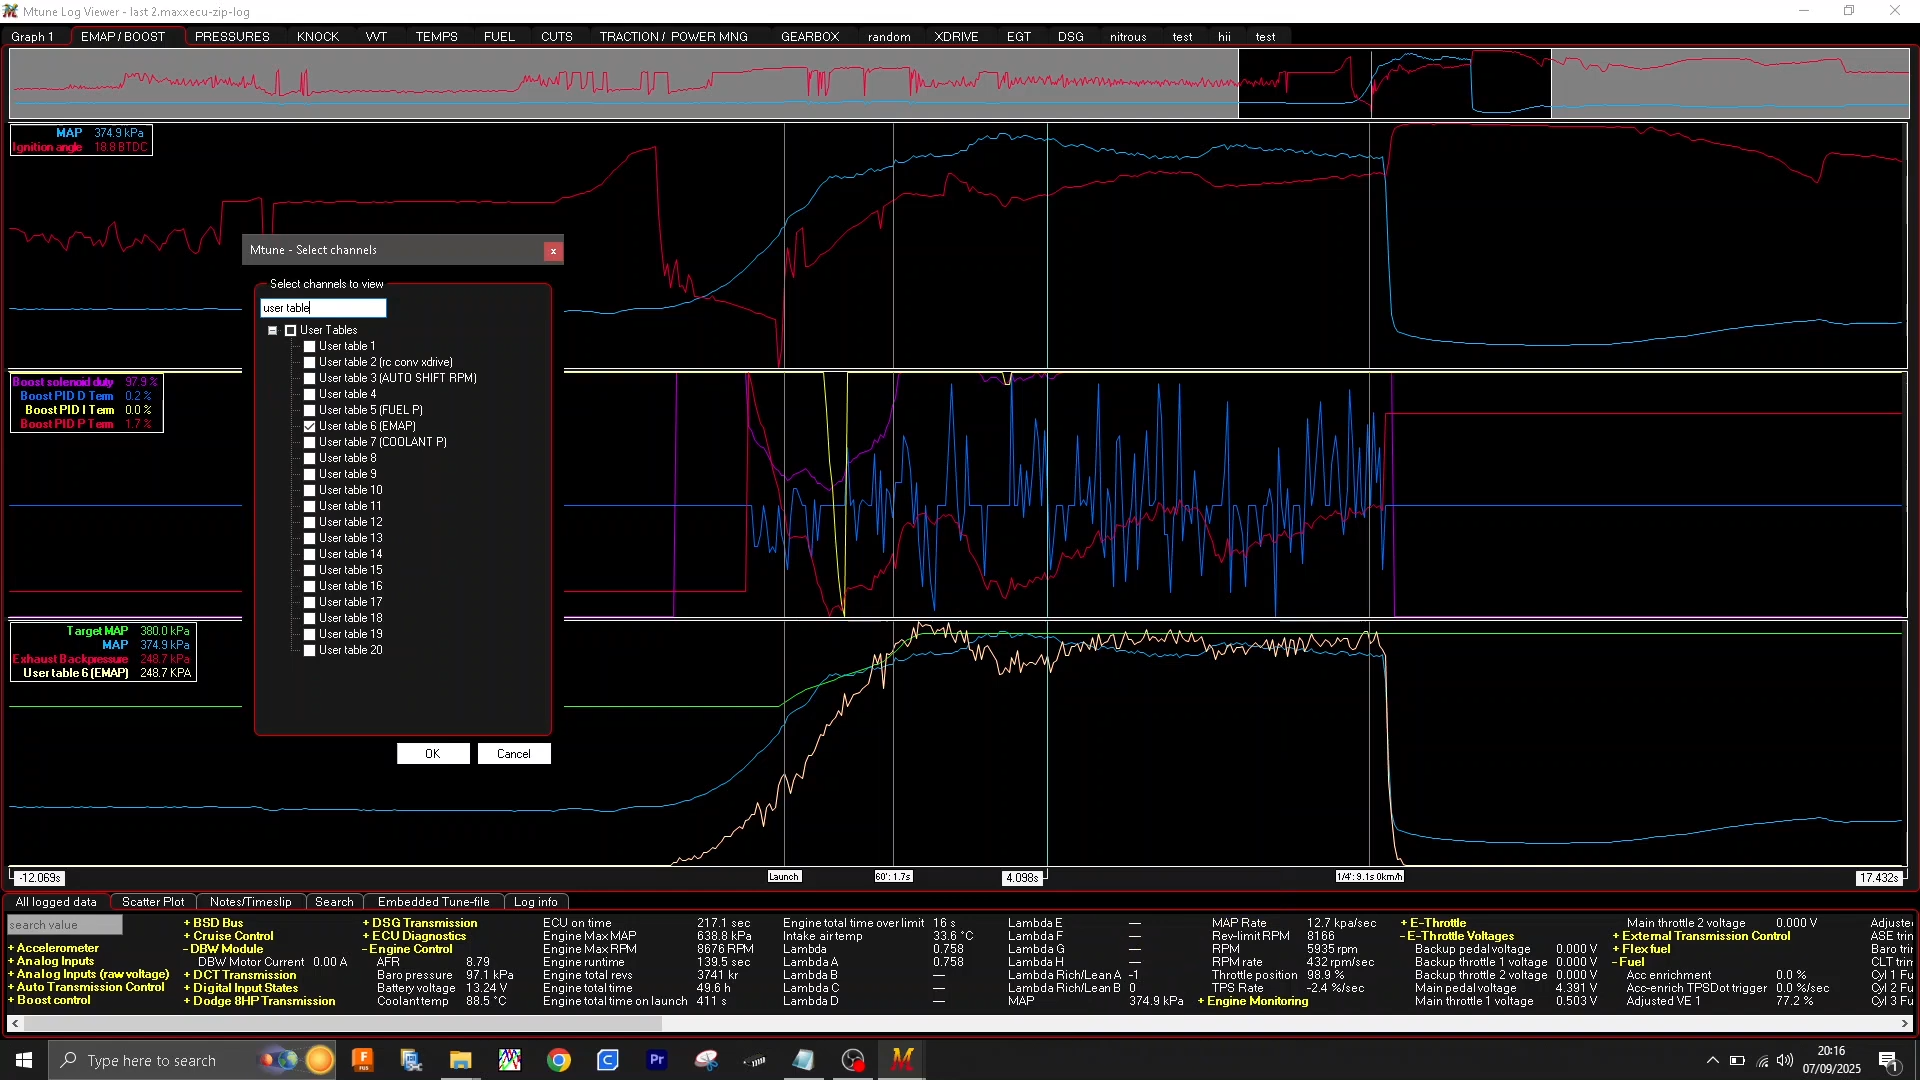 Mtune Log Viewer - last 2.maxxecu-zip-log
Graph 1 EMAP / BOOST PRESSURES KNOCK VVT TEMPS FUEL CUTS TRACTION / POWER MNG GEARBOX random XDRIVE EGT DSG nitrous test hii test
MAP 374.9 kPa
Ignition angle 18.8 BTDC
Mtune - Select channels x
Select channels to view
user table
User Tables
User table 1
User table 2 (rc conv xdrive)
User table 3 (AUTO SHIFT RPM)
User table 4
User table 5 (FUEL P)
User table 6 (EMAP)
User table 7 (COOLANT P)
User table 8
User table 9
User table 10
User table 11
User table 12
User table 13
User table 14
User table 15
User table 16
User table 17
User table 18
User table 19
User table 20
OK Cancel
Boost solenoid duty 97.9 %
Boost PID D Term 0.2 %
Boost PID I Term 0.0 %
Boost PID P Term 1.7 %
Target MAP 380.0 kPa
MAP 374.9 kPa
Exhaust Backpressure 248.7 kPa
User table 6 (EMAP) 248.7 KPA
-12.069s Launch 60': 1.7s 4.098s 1/4': 9.1s 0km/h 17.432s
All logged data Scatter Plot Notes/Timeslip Search Embedded Tune-file Log info
search value
+ Accelerometer
+ Analog Inputs
+ Analog Inputs (raw voltage)
+ Auto Transmission Control
+ Boost control
+ BSD Bus
+ Cruise Control
- DBW Module
DBW Motor Current 0.00 A
+ DCT Transmission
+ Digital Input States
+ Dodge 8HP Transmission
+ DSG Transmission
+ ECU Diagnostics
- Engine Control
AFR 8.79
Baro pressure 97.1 kPa
Battery voltage 13.24 V
Coolant temp 88.5 °C
ECU on time 217.1 sec
Engine Max MAP 638.8 kPa
Engine Max RPM 8676 RPM
Engine runtime 139.5 sec
Engine total revs 3741 kr
Engine total time 49.6 h
Engine total time on launch 411 s
Engine total time over limit 16 s
Intake air temp 33.6 °C
Lambda 0.758
Lambda A 0.758
Lambda B —
Lambda C —
Lambda D —
Lambda E —
Lambda F —
Lambda G —
Lambda H —
Lambda Rich/Lean A -1
Lambda Rich/Lean B 0
MAP 374.9 kPa
MAP Rate 12.7 kpa/sec
Rev-limit RPM 8166
RPM 5935 rpm
RPM rate 432 rpm/sec
Throttle position 98.9 %
TPS Rate -2.4 %/sec
+ Engine Monitoring
+ E-Throttle
- E-Throttle Voltages
Backup pedal voltage 0.000 V
Backup throttle 1 voltage 0.000 V
Backup throttle 2 voltage 0.000 V
Main pedal voltage 4.391 V
Main throttle 1 voltage 0.503 V
Main throttle 2 voltage 0.000 V
+ External Transmission Control
+ Flex fuel
- Fuel
Acc enrichment 0.0 %
Acc-enrich TPSDot trigger 0.0 %/sec
Adjusted VE 1 77.2 %
Adjuste
ASE trin
Baro trir
CLT trin
Cyl 1 Fu
Cyl 2 Fu
Cyl 3 Fu
Type here to search
20:16
07/09/2025